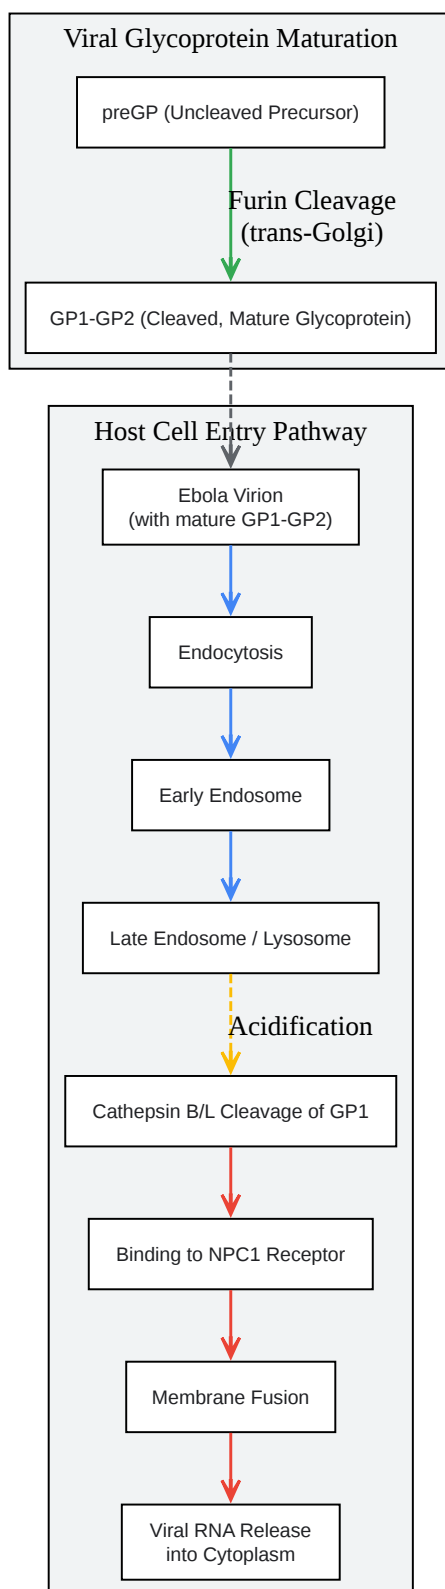 Viral Glycoprotein Maturation
preGP (Uncleaved Precursor)
Furin Cleavage
(trans-Golgi)
GP1-GP2 (Cleaved, Mature Glycoprotein)
Host Cell Entry Pathway
Ebola Virion
(with mature GP1-GP2)
Endocytosis
Early Endosome
Late Endosome / Lysosome
Acidification
Cathepsin B/L Cleavage of GP1
Binding to NPC1 Receptor
Membrane Fusion
Viral RNA Release
into Cytoplasm